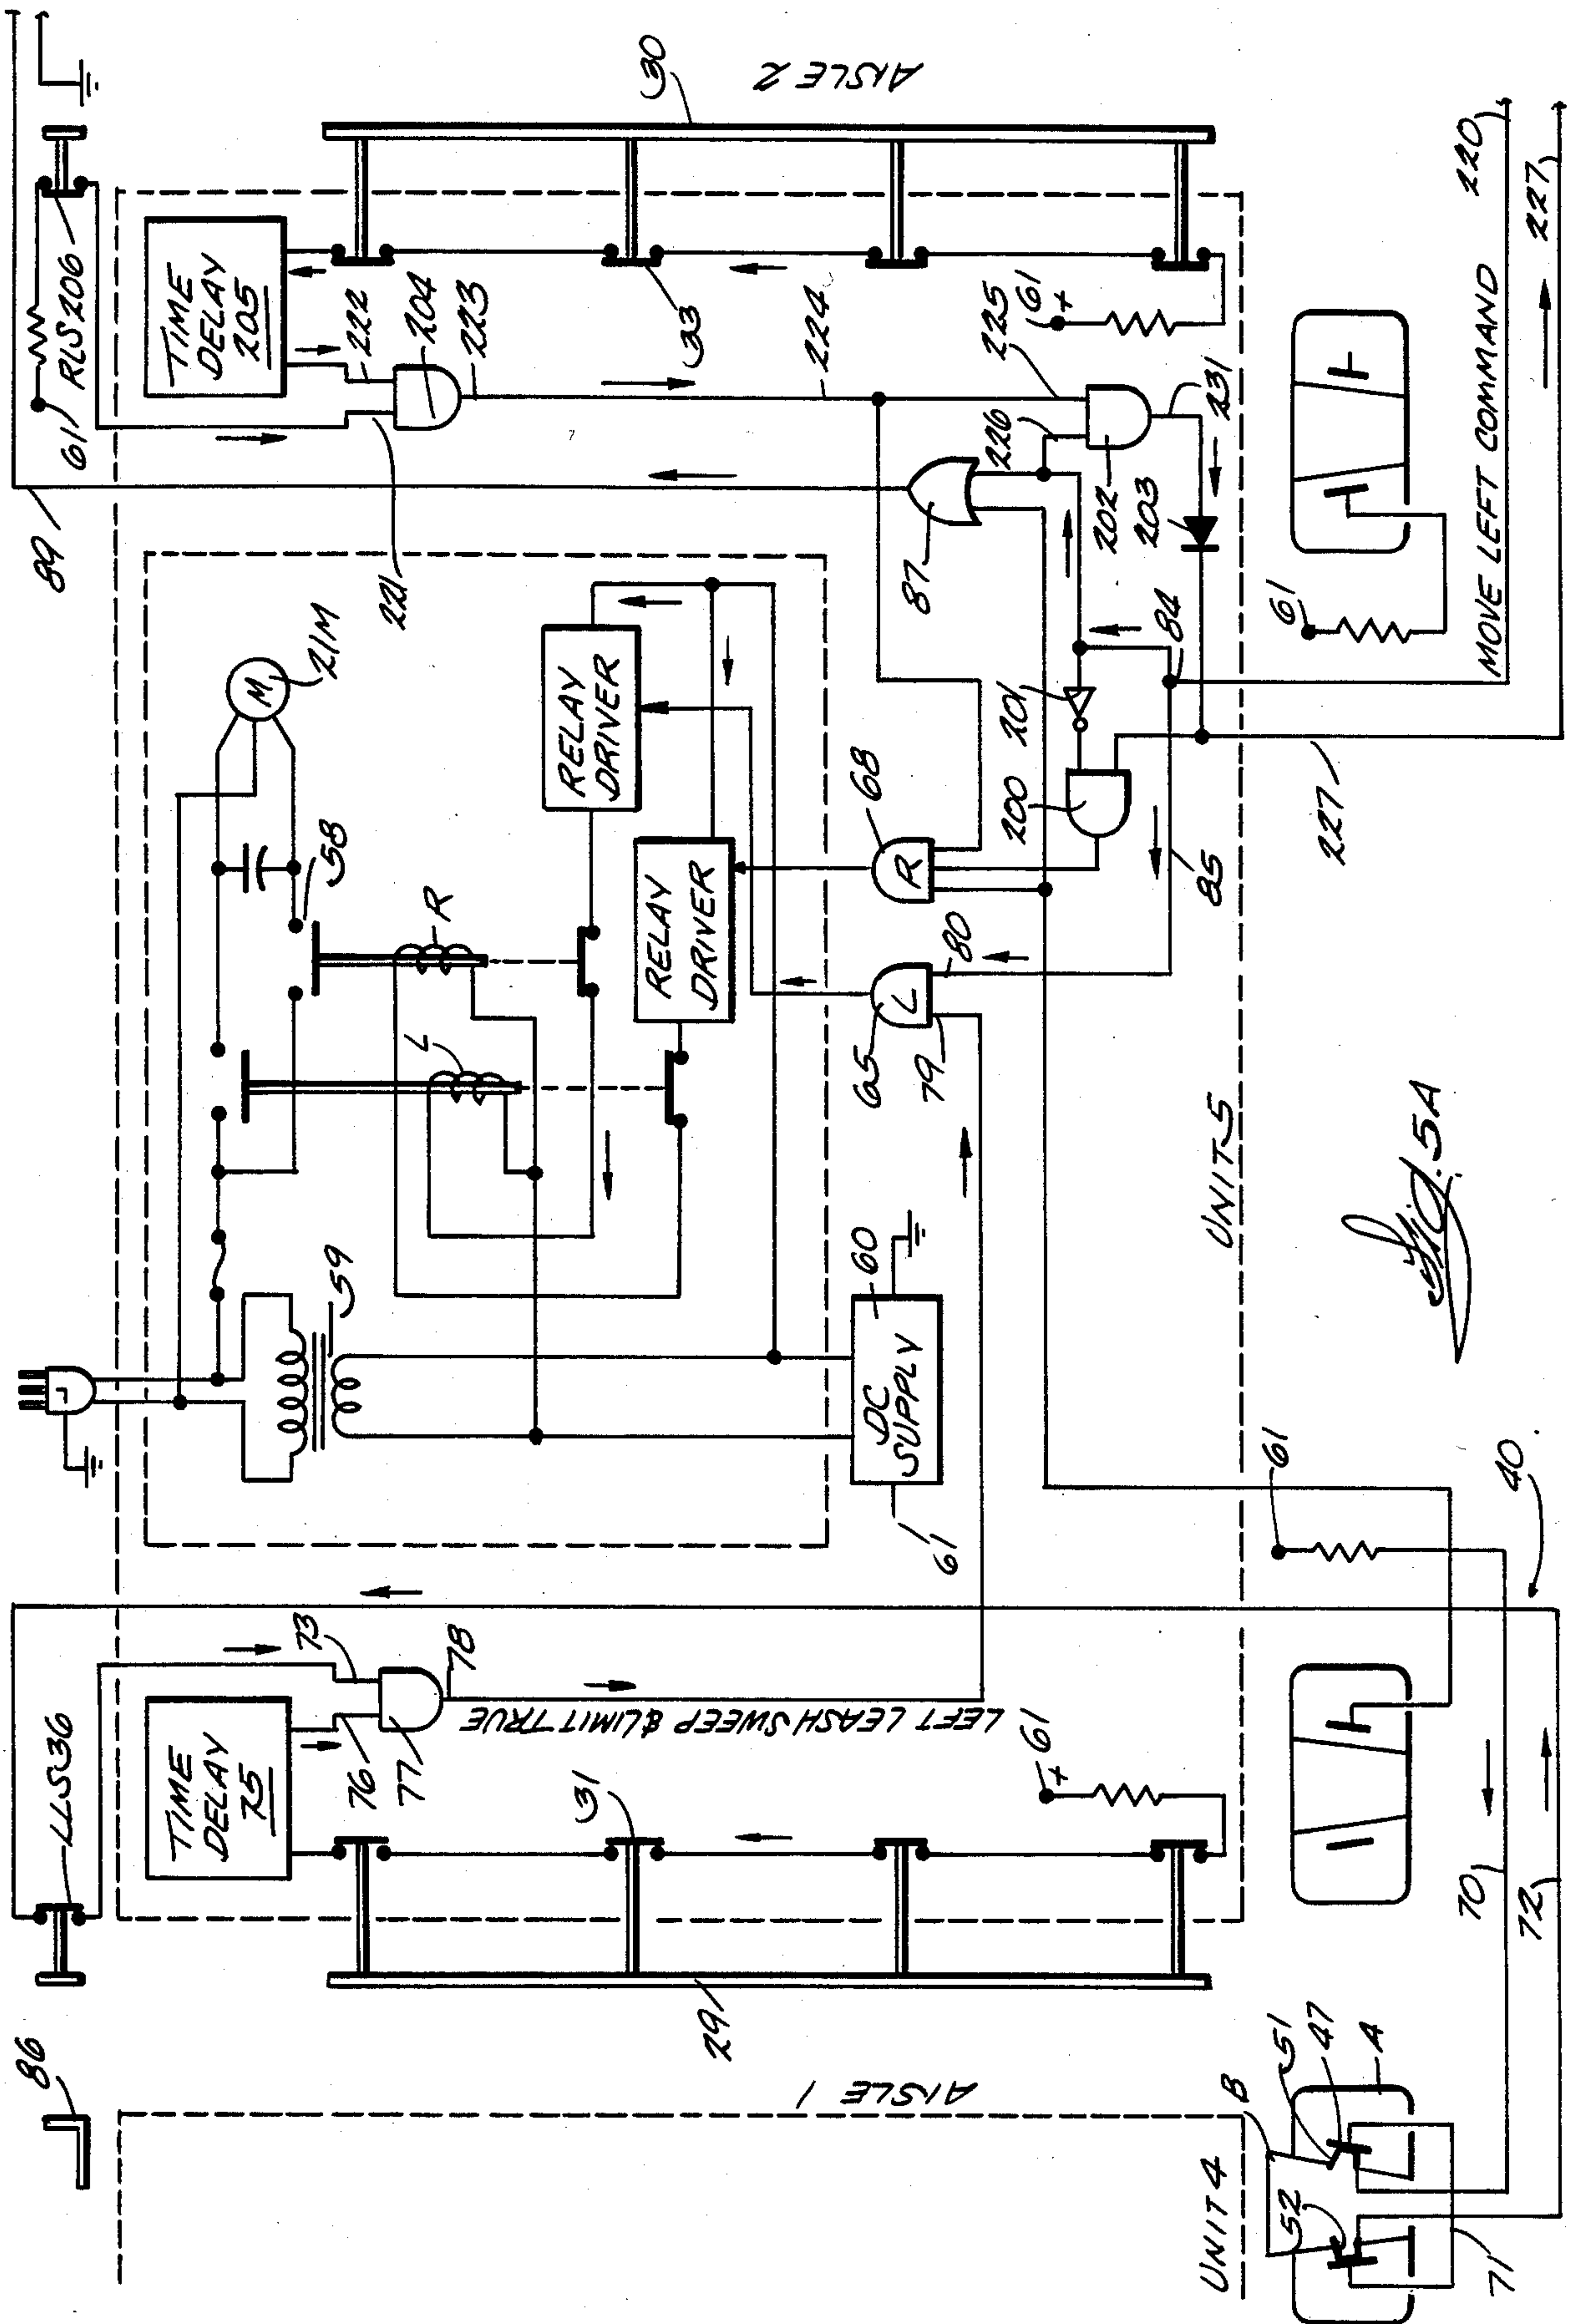 86
LLS36
TIME
DELAY
75
73
76
77
78
LEFT LEASH SWEEP & LIMIT TRUE
31
61
+
29
AISLE 1
UNIT 4
B
51
47
A
52
71
70
72
40
61
59
DC
SUPPLY
60
61
L
R
58
M
21M
RELAY
DRIVER
RELAY
DRIVER
L
65
79
80
R
68
200
201
85
84
87
202
203
226
225
231
224
223
204
222
221
89
61
RLS206
TIME
DELAY
205
33
61
+
30
AISLE 2
UNIT 5
227
61
MOVE LEFT COMMAND
220
227
Fig. 5A